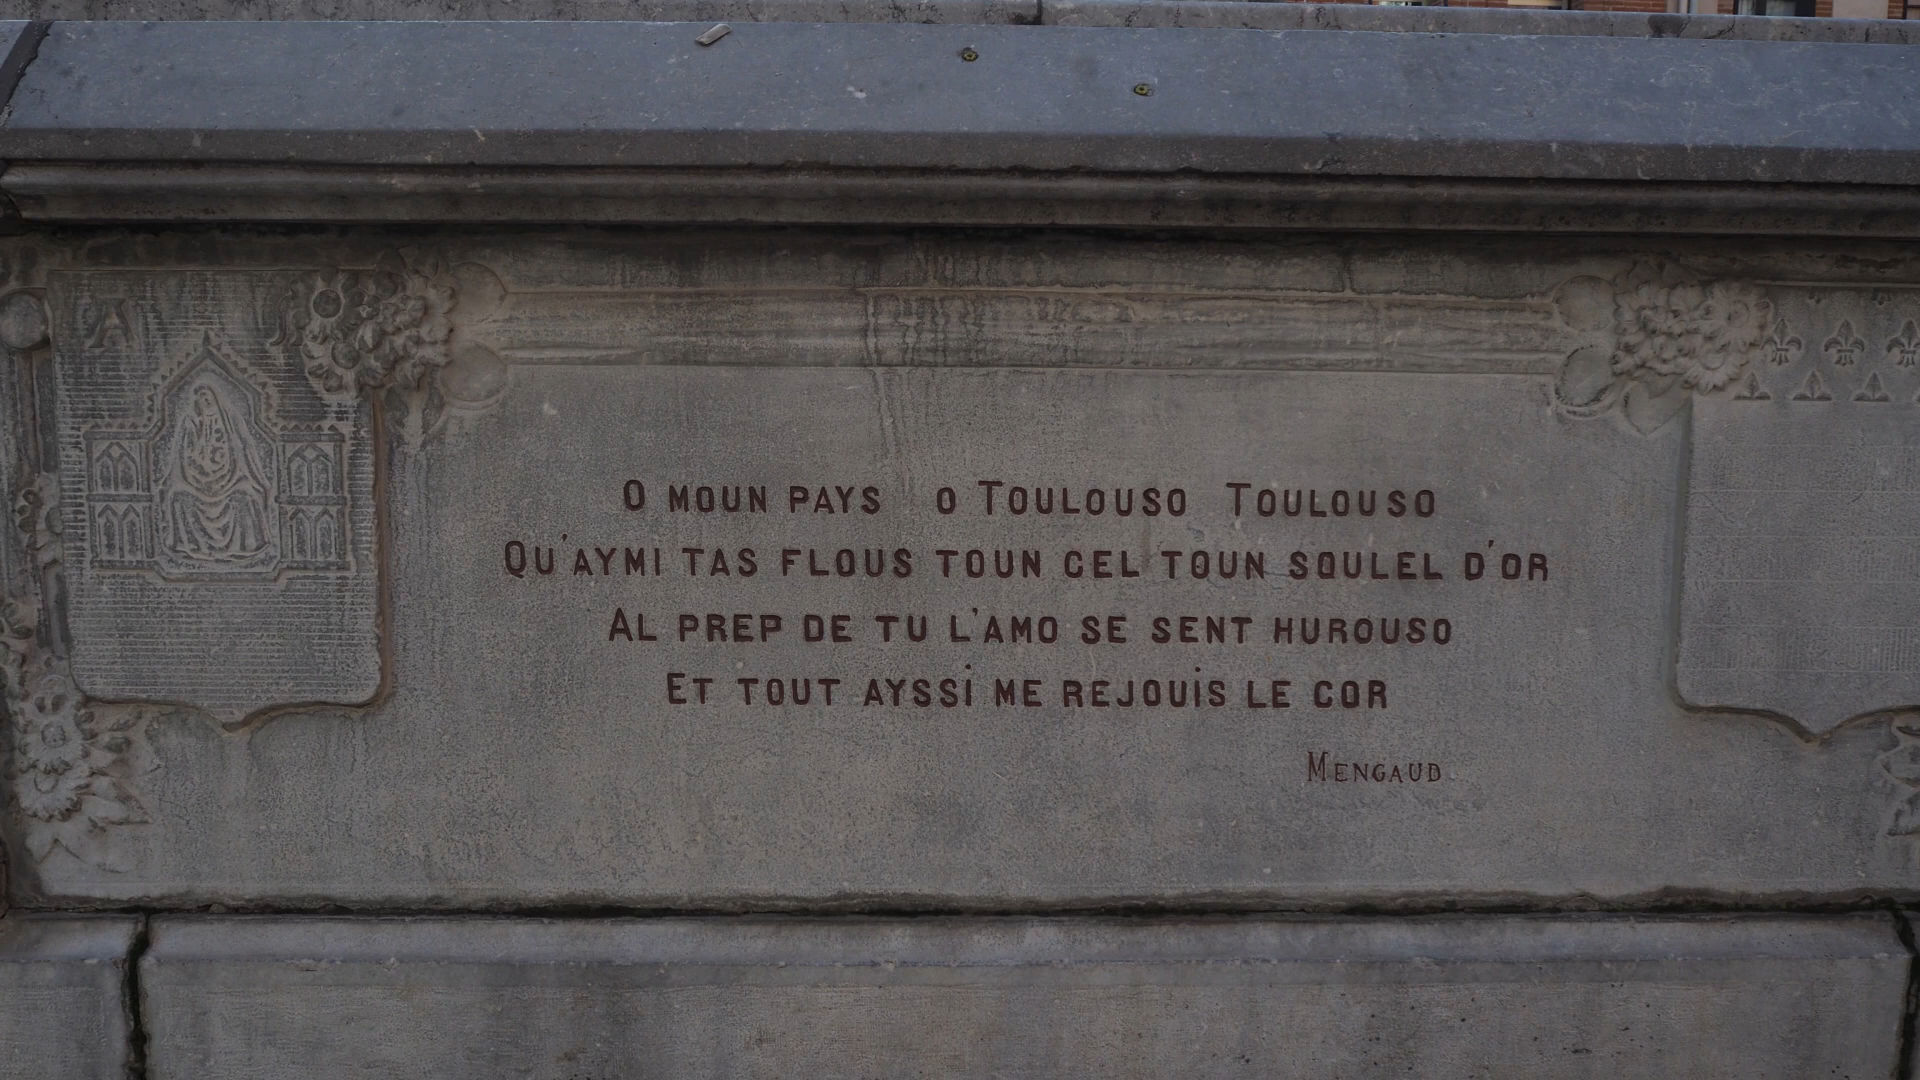 O MOUN PAYS O TOULOUSO TOULOUSO
QU'AYMI TAS FLOUS TOUN CEL TOUN SOULEL D'OR
AL PREP DE TU L'AMO SE SENT HUROUSO
ET TOUT AYSSI ME REJOUIS LE COR
MENGAUD